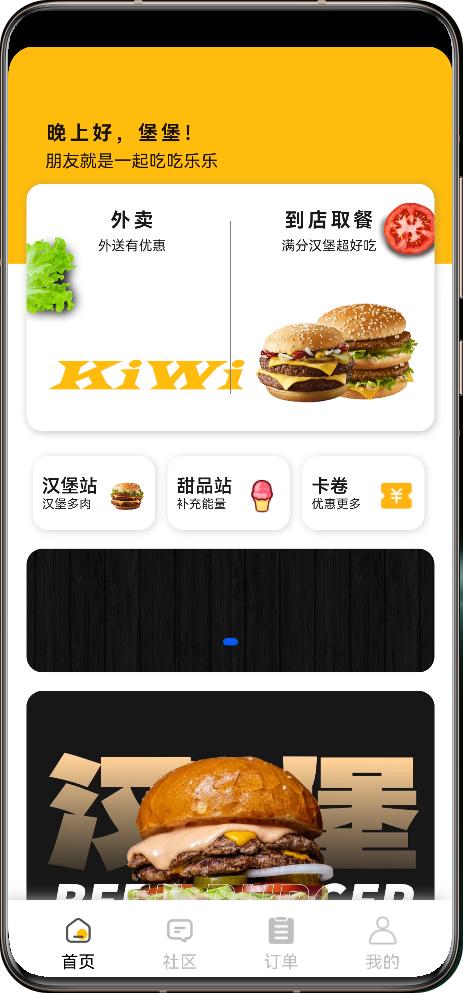 晚上好，堡堡！
朋友就是一起吃吃乐乐
外卖
外送有优惠
到店取餐
满分汉堡超好吃
KiWi
汉堡站
汉堡多肉
甜品站
补充能量
卡卷
优惠更多
¥
汉堡
BEEF BURGER
首页
社区
订单
我的